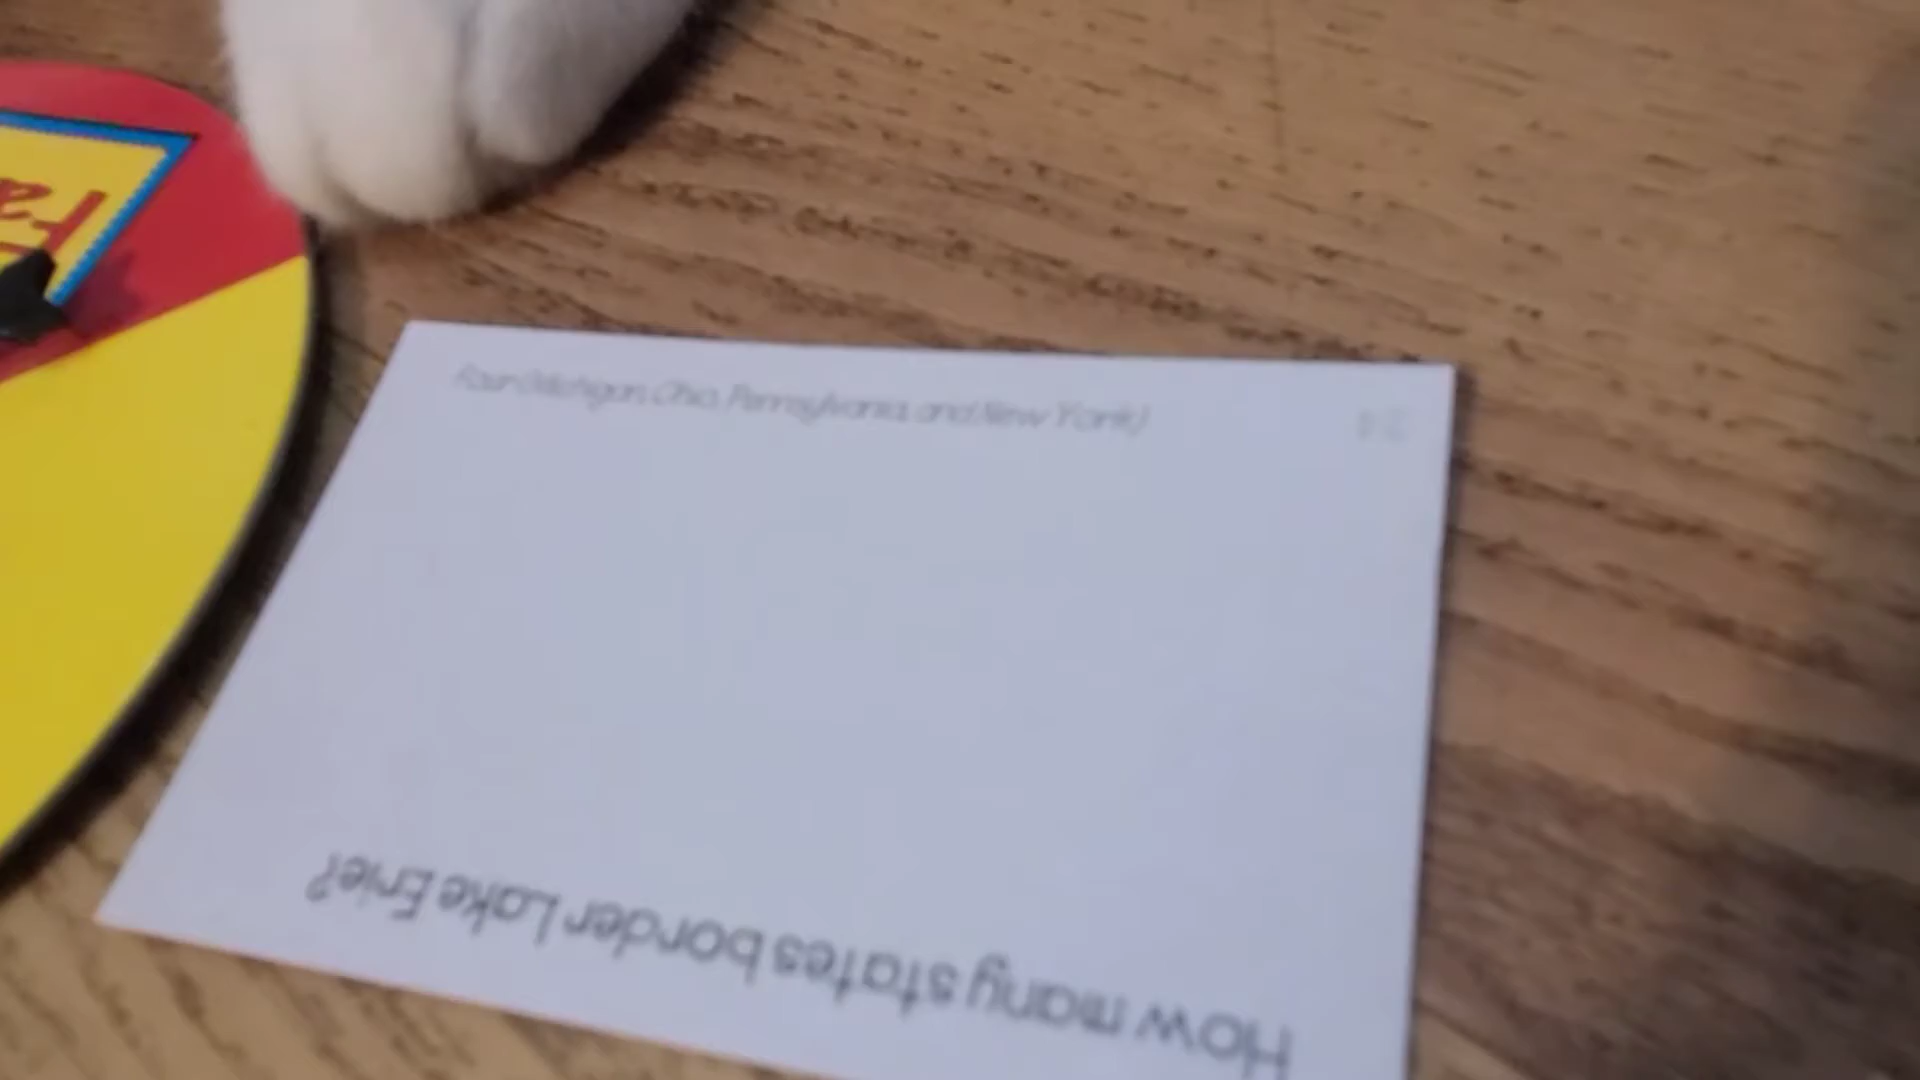 How many states border Lake Erie?
Four (Michigan, Ohio, Pennsylvania, and New York)